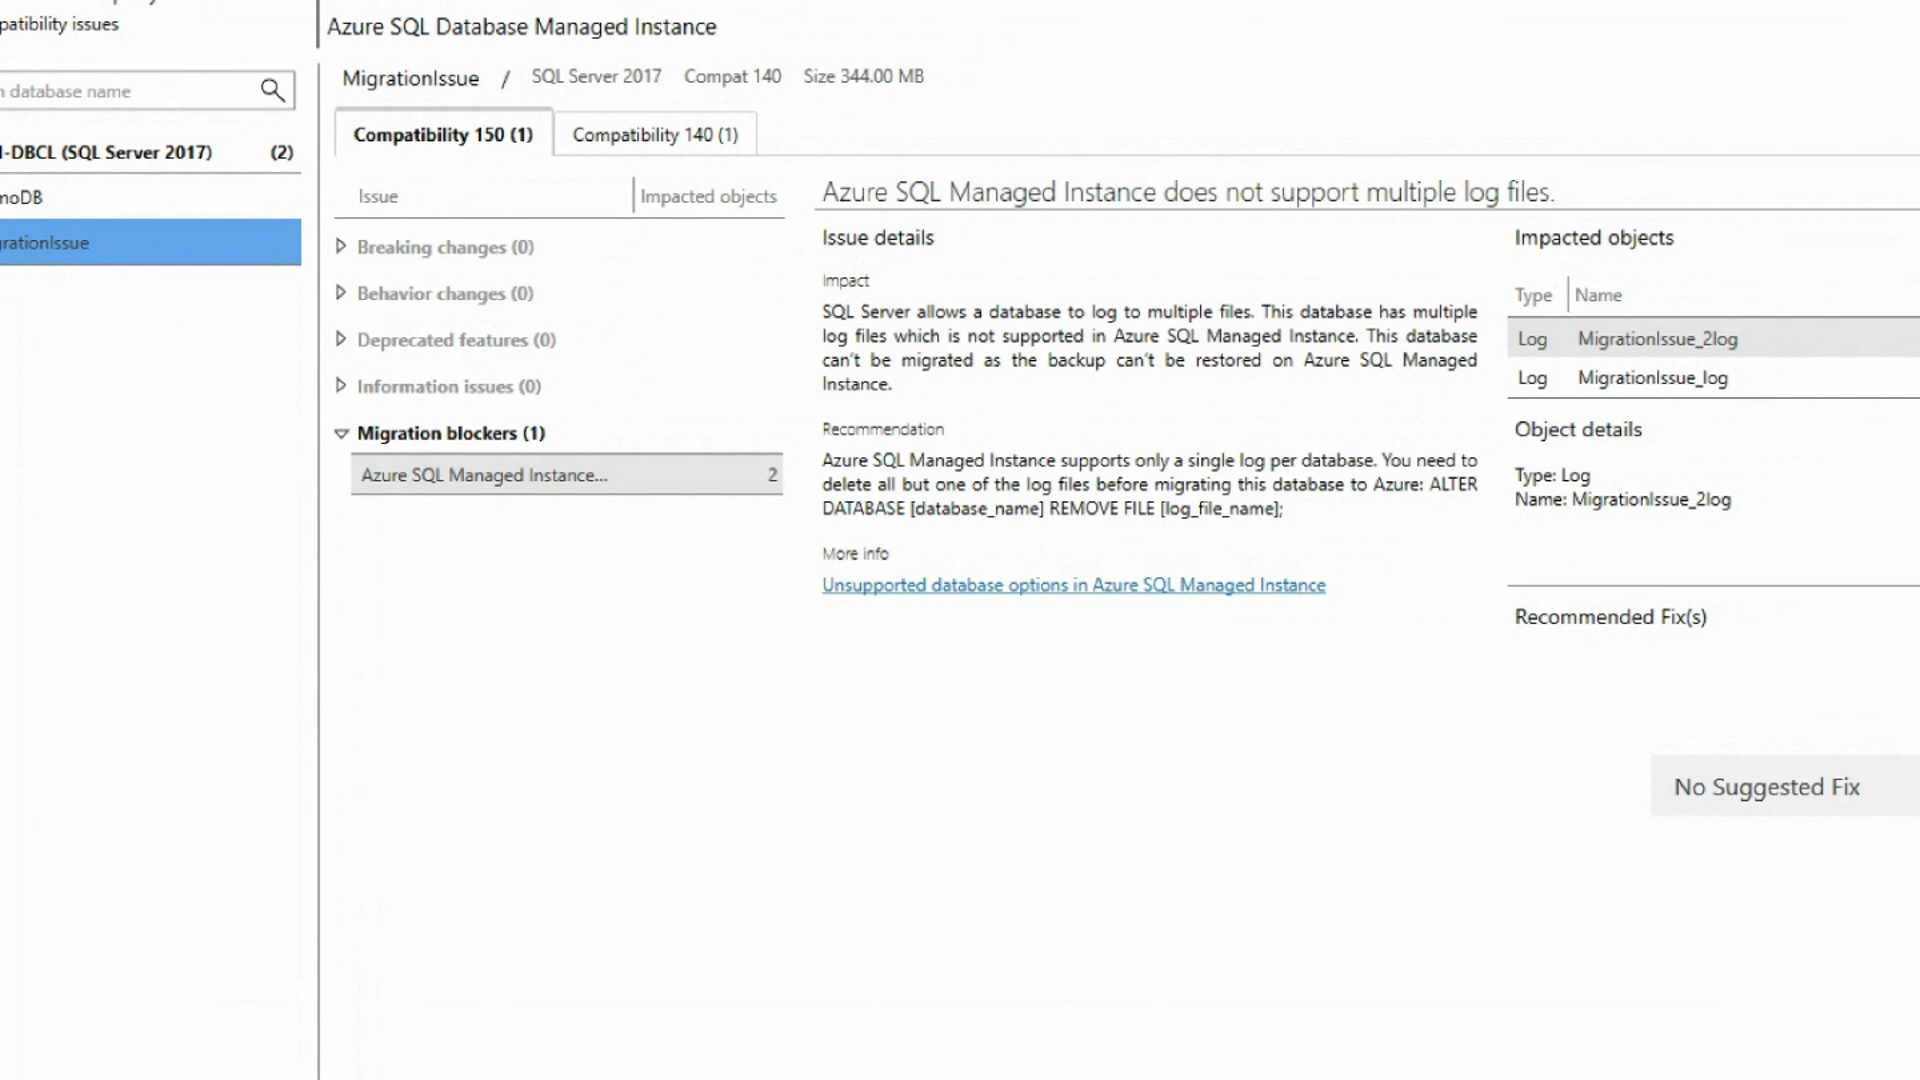 patibility issues
Azure SQL Database Managed Instance
database name
MigrationIssue / SQL Server 2017 Compat 140 Size 344.00 MB
Compatibility 150 (1) Compatibility 140 (1)
-DBCL (SQL Server 2017) (2)
moDB
grationIssue
Issue Impacted objects
Breaking changes (0)
Behavior changes (0)
Deprecated features (0)
Information issues (0)
Migration blockers (1)
Azure SQL Managed Instance... 2
Azure SQL Managed Instance does not support multiple log files.
Issue details
Impact
SQL Server allows a database to log to multiple files. This database has multiple
log files which is not supported in Azure SQL Managed Instance. This database
can't be migrated as the backup can't be restored on Azure SQL Managed
Instance.
Recommendation
Azure SQL Managed Instance supports only a single log per database. You need to
delete all but one of the log files before migrating this database to Azure: ALTER
DATABASE [database_name] REMOVE FILE [log_file_name];
More info
Unsupported database options in Azure SQL Managed Instance
Impacted objects
Type Name
Log MigrationIssue_2log
Log MigrationIssue_log
Object details
Type: Log
Name: MigrationIssue_2log
Recommended Fix(s)
No Suggested Fix